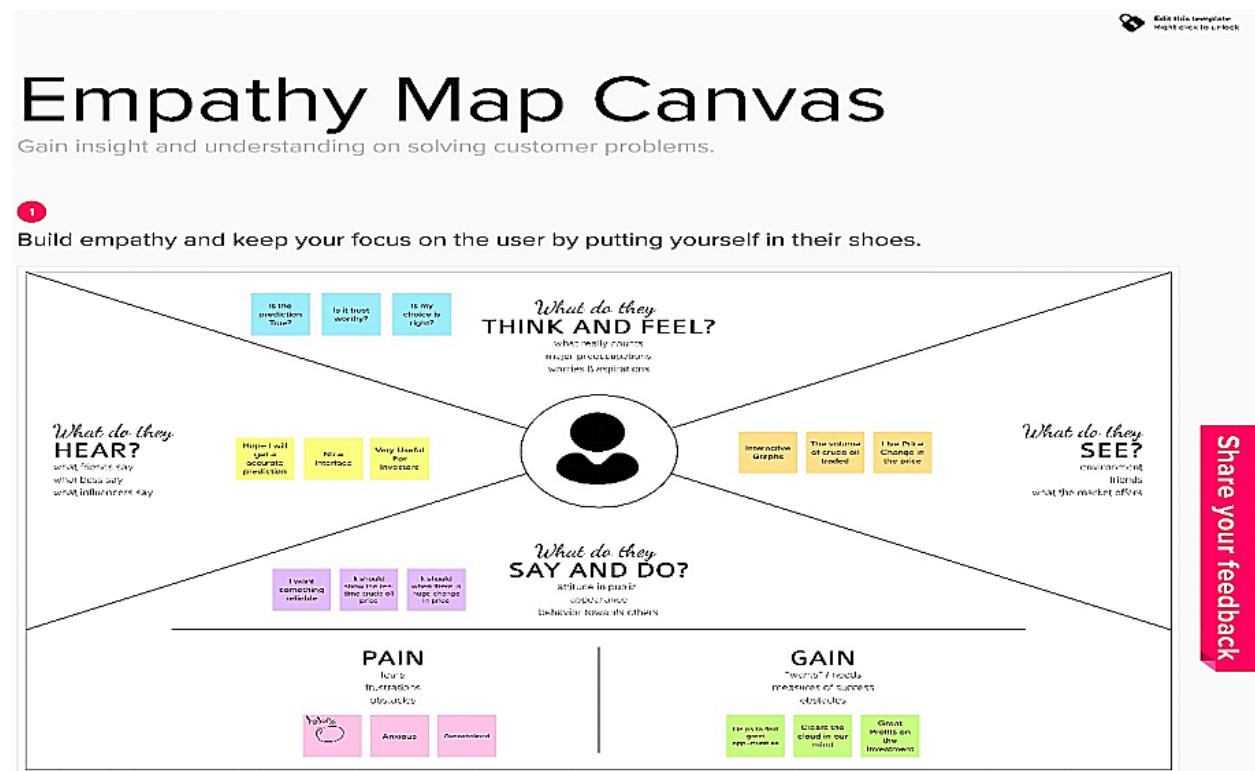 Edit this template
Right click to unlock
Empathy Map Canvas
Gain insight and understanding on solving customer problems.
1
Build empathy and keep your focus on the user by putting yourself in their shoes.
Is the
prediction
True?
Is it trust
worthy?
Is my
choice is
right?
What do they
THINK AND FEEL?
what really counts
major preoccupations
worries & aspirations
What do they
HEAR?
what friends say
what boss say
what influencers say
Hope I will
get a
accurate
prediction
Nice
Interface
Very Useful
For
Investors
Interactive
Graphs
The volume
of crude oil
traded
Live Price
Change in
the price
What do they
SEE?
environment
friends
what the market offers
What do they
SAY AND DO?
attitude in public
appearance
behavior towards others
I want
something
reliable
It should
show the real
time crude oil
price
It should
when there is
huge change
in price
PAIN
fears
frustrations
obstacles
Anxious
GAIN
"wants" / needs
measures of success
obstacles
great
opportunities
Clears the
cloud in our
mind
Great
Profits on
the
Investment
Share your feedback